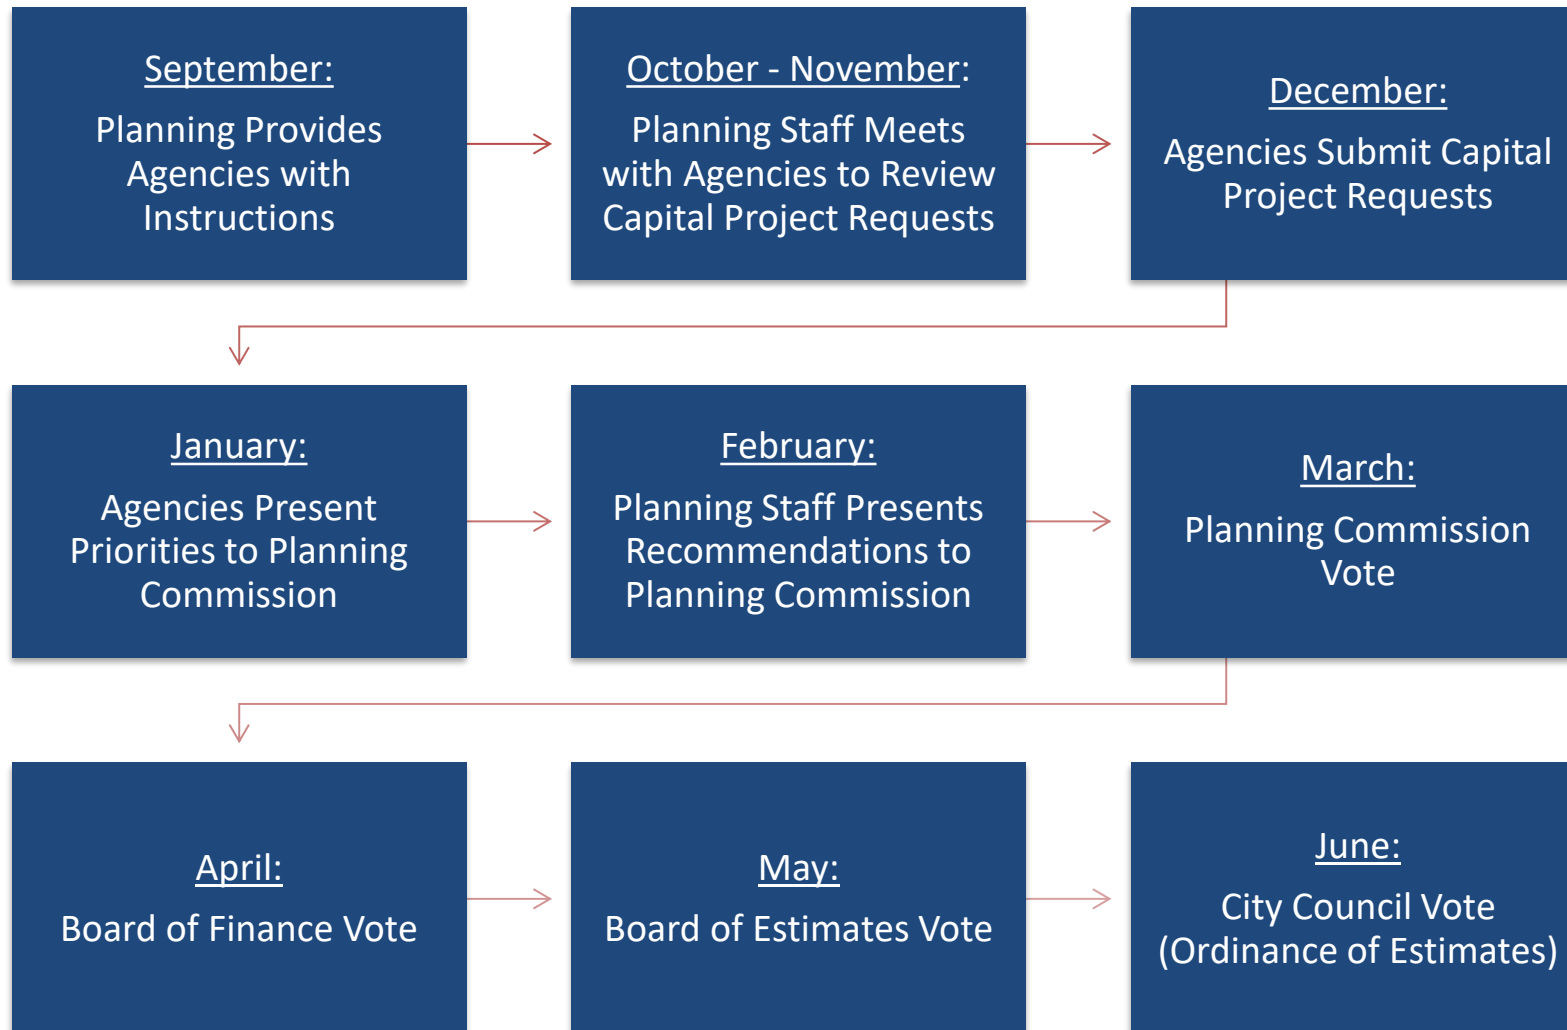 September:
Planning Provides
Agencies with
Instructions
October - November:
Planning Staff Meets
with Agencies to Review
Capital Project Requests
December:
Agencies Submit Capital
Project Requests
January:
Agencies Present
Priorities to Planning
Commission
February:
Planning Staff Presents
Recommendations to
Planning Commission
March:
Planning Commission
Vote
April:
Board of Finance Vote
May:
Board of Estimates Vote
June:
City Council Vote
(Ordinance of Estimates)